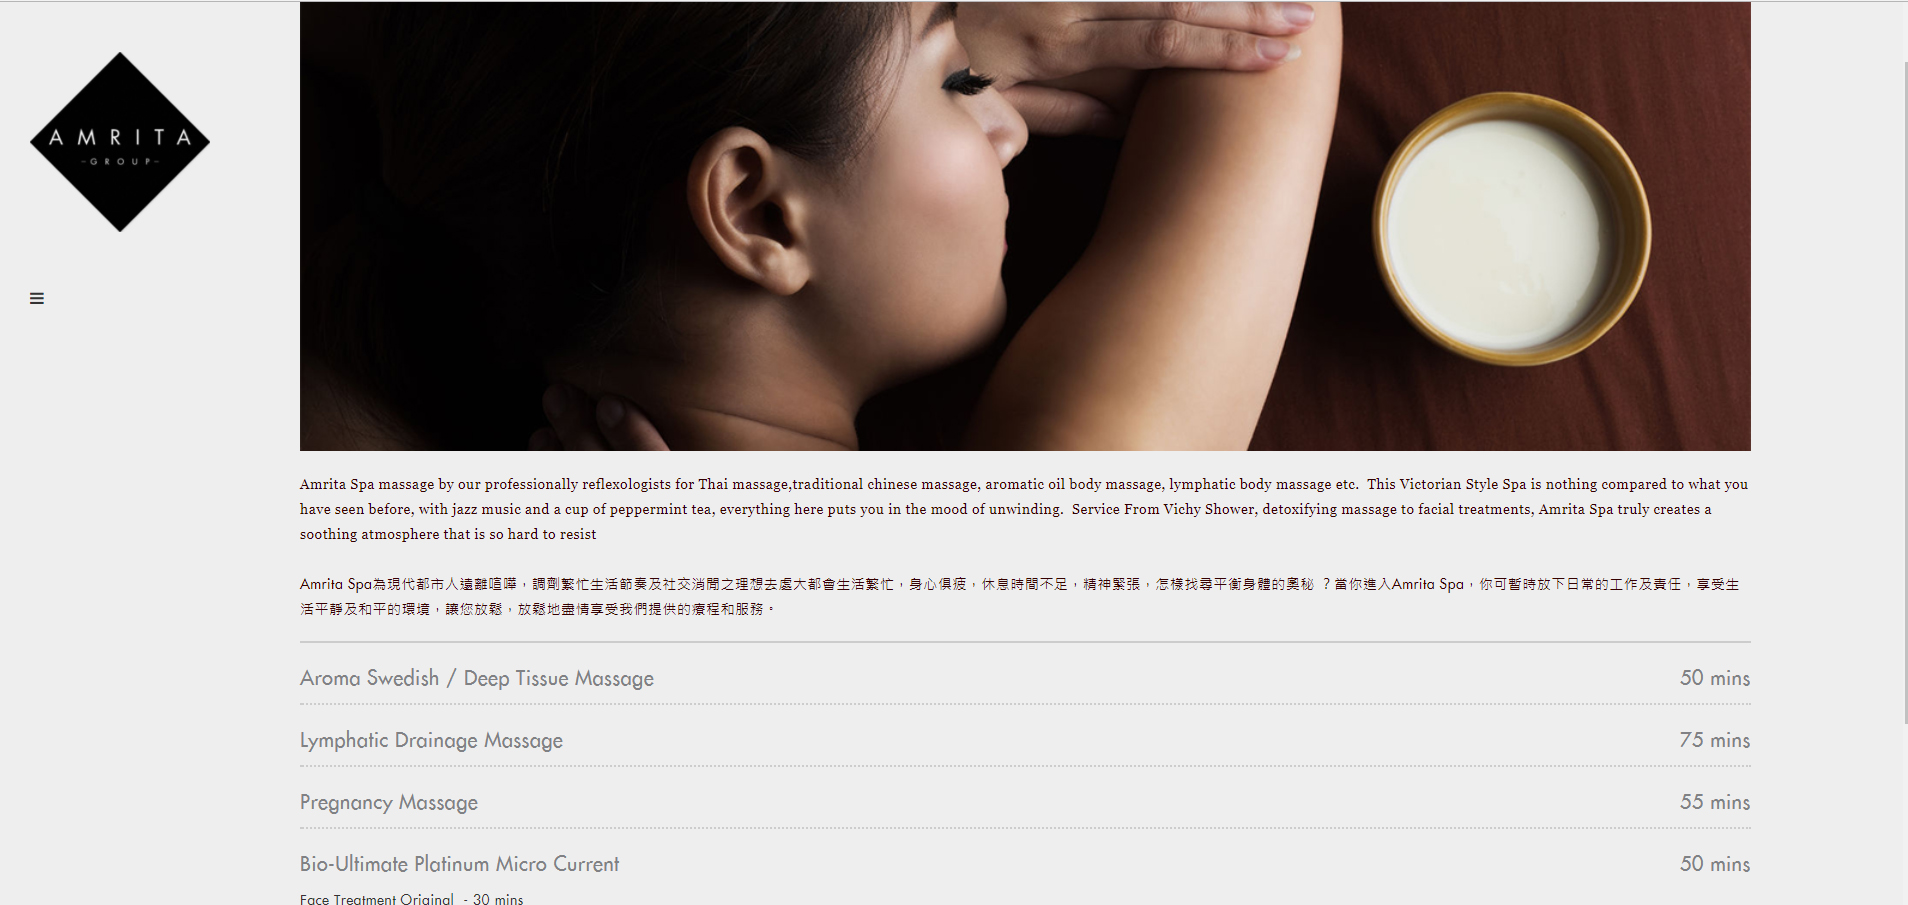 AMRITA
-GROUP-
Amrita Spa massage by our professionally reflexologists for Thai massage,traditional chinese massage, aromatic oil body massage, lymphatic body massage etc.  This Victorian Style Spa is nothing compared to what you
have seen before, with jazz music and a cup of peppermint tea, everything here puts you in the mood of unwinding.  Service From Vichy Shower, detoxifying massage to facial treatments, Amrita Spa truly creates a
soothing atmosphere that is so hard to resist
Amrita Spa為現代都市人遠離喧嘩，調劑繁忙生活節奏及社交消閒之理想去處大都會生活繁忙，身心俱疲，休息時間不足，精神緊張，怎樣找尋平衡身體的奧秘 ？當你進入Amrita Spa，你可暫時放下日常的工作及責任，享受生
活平靜及和平的環境，讓您放鬆，放鬆地盡情享受我們提供的療程和服務。
Aroma Swedish / Deep Tissue Massage 50 mins
Lymphatic Drainage Massage 75 mins
Pregnancy Massage 55 mins
Bio-Ultimate Platinum Micro Current 50 mins
Face Treatment Original  - 30 mins